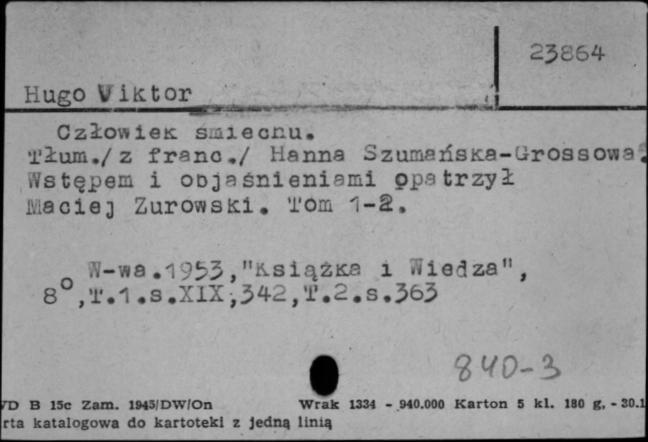 23864
Hugo Wiktor
Człowiek śmiechu.
Tłum./z franc./ Hanna Szumańska-Grossowa.
Wstępem i objaśnieniami opatrzył
Maciej Żurowski. Tom 1-2.
W-wa.1953,"Książka i Wiedza",
8°,T.1.s.XIX,342,T.2.s.363
840-3
WD B 15c Zam. 1945/DW/On Wrak 1334 - 940.000 Karton 5 kl. 180 g. - 30.1
rta katalogowa do kartoteki z jedną linią